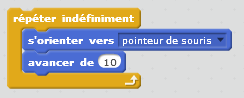 répéter indéfiniment
s'orienter vers pointeur de souris
avancer de 10